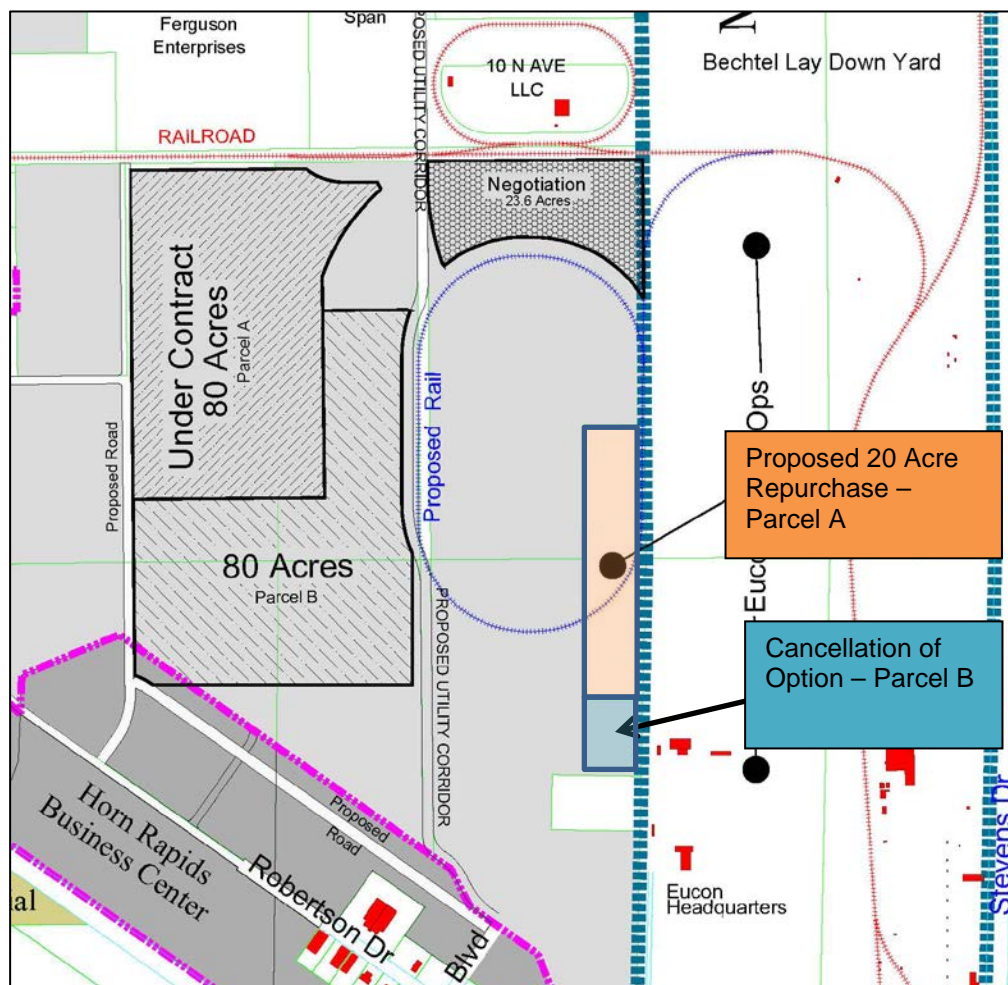 Ferguson
Enterprises
Span
PROPOSED UTILITY CORRIDOR
10 N AVE
LLC
N
Bechtel Lay Down Yard
RAILROAD
Negotiation
23.6 Acres
Under Contract
80 Acres
Parcel A
Proposed Road
Proposed Rail
Ops
Proposed 20 Acre
Repurchase –
Parcel A
80 Acres
Parcel B
PROPOSED UTILITY CORRIDOR
Euco
Cancellation of
Option – Parcel B
Horn Rapids
Business Center
Proposed
Road
Robertson Dr
Blvd
Eucon
Headquarters
Stevens Dr
ial